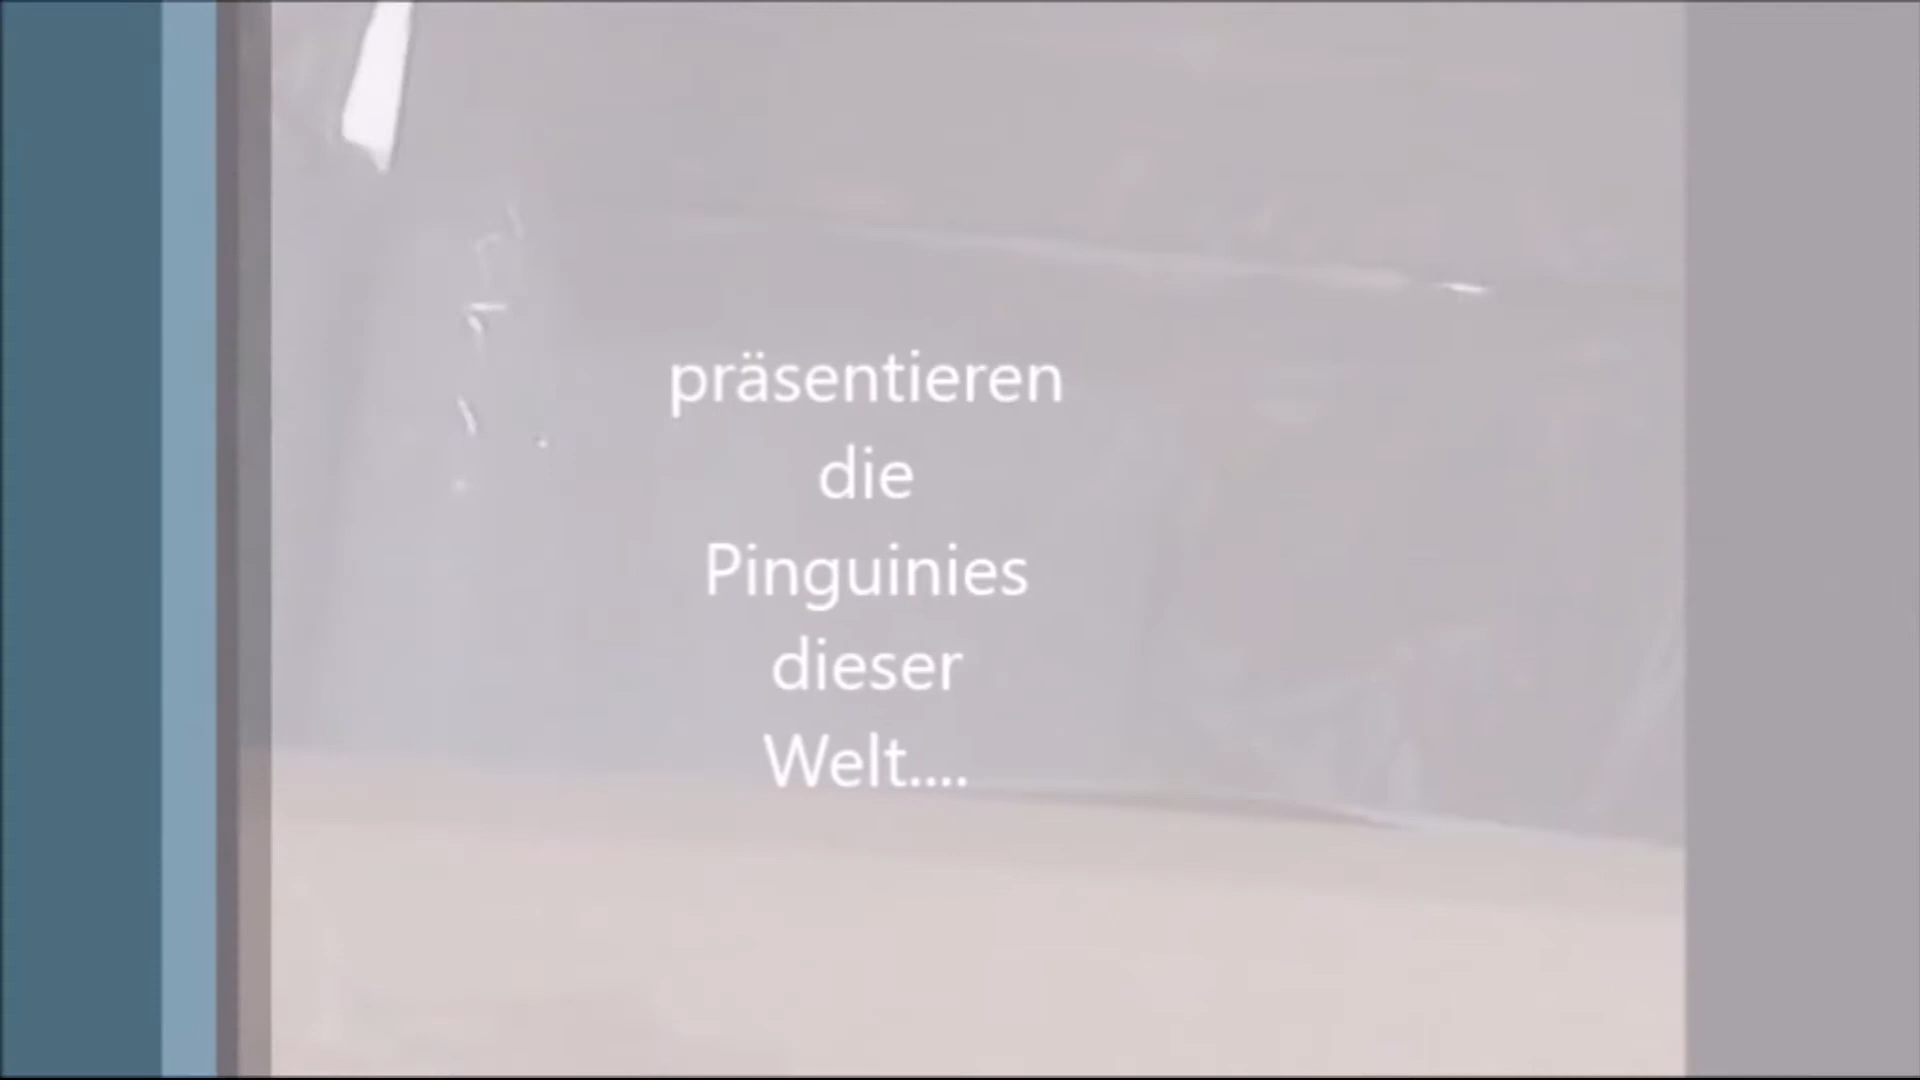 präsentieren
die
Pinguinies
dieser
Welt....